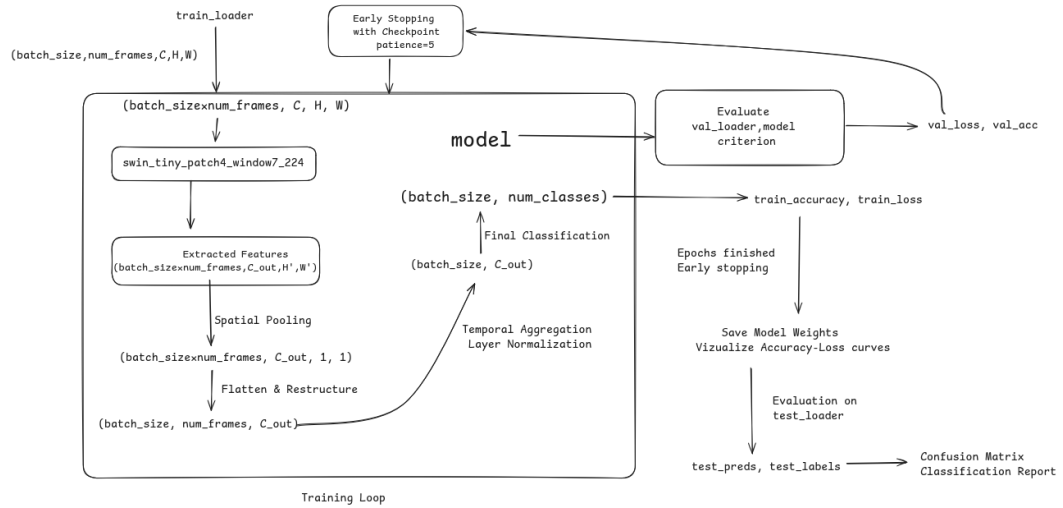 train_loader
(batch_size,num_frames,C,H,W)
Early Stopping
with Checkpoint
patience=5
(batch_size×num_frames, C, H, W)
swin_tiny_patch4_window7_224
Extracted Features
(batch_size×num_frames,C_out,H',W')
Spatial Pooling
(batch_size×num_frames, C_out, 1, 1)
Flatten & Restructure
(batch_size, num_frames, C_out)
Temporal Aggregation
Layer Normalization
(batch_size, C_out)
Final Classification
(batch_size, num_classes)
model
Evaluate
val_loader,model
criterion
val_loss, val_acc
train_accuracy, train_loss
Epochs finished
Early stopping
Save Model Weights
Vizualize Accuracy-Loss curves
Evaluation on
test_loader
test_preds, test_labels
Confusion Matrix
Classification Report
Training Loop